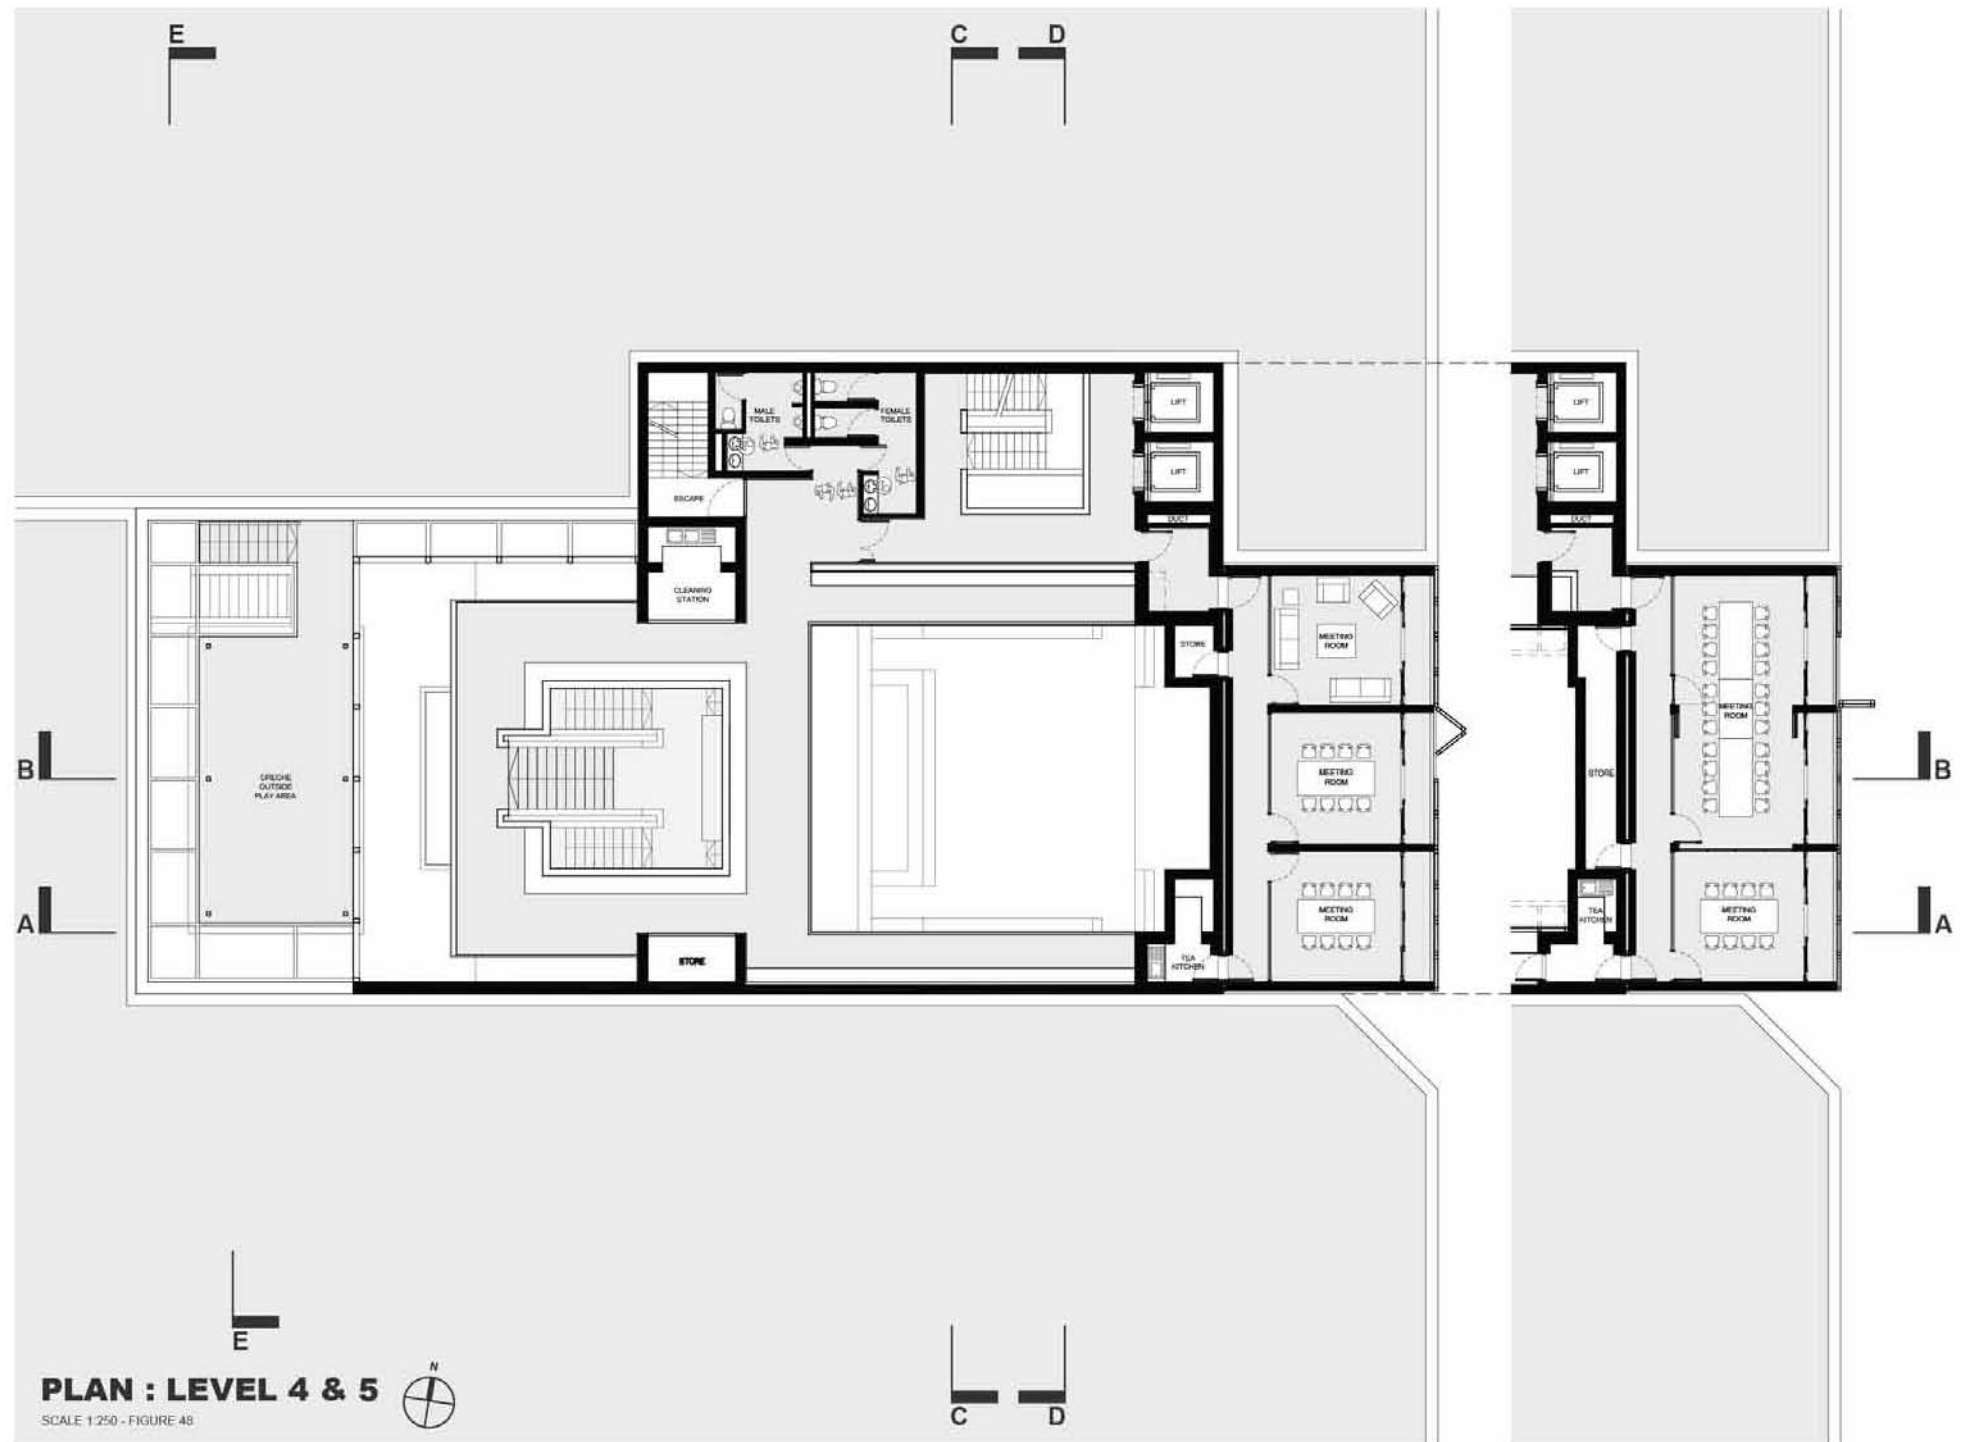 E
C
D
MALE
TOILETS
FEMALE
TOILETS
LIFT
LIFT
LIFT
LIFT
ESCAPE
DUCT
DUCT
CLEANING
STATION
STORE
MEETING
ROOM
MEETING
ROOM
B
CRECHE
OUTSIDE
PLAY AREA
MEETING
ROOM
STORE
B
A
MEETING
ROOM
TEA
KITCHEN
MEETING
ROOM
A
STORE
TEA
KITCHEN
E
C
D
N
PLAN : LEVEL 4 & 5
SCALE 1:250 - FIGURE 48